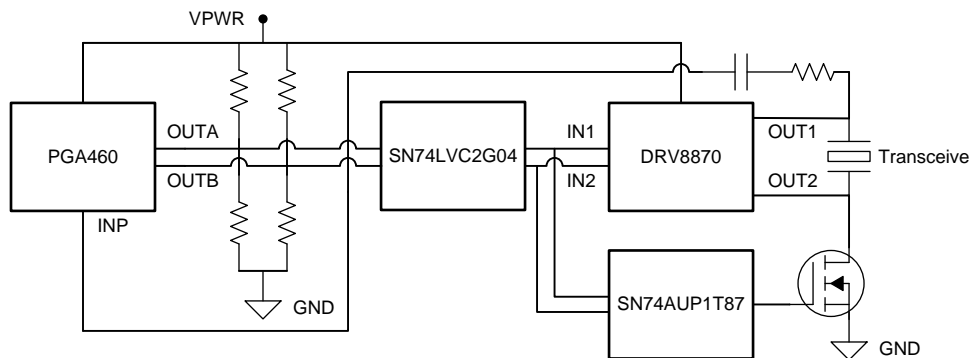 VPWR
PGA460
OUTA
OUTB
INP
GND
SN74LVC2G04
IN1
IN2
DRV8870
OUT1
OUT2
Transceive
SN74AUP1T87
GND